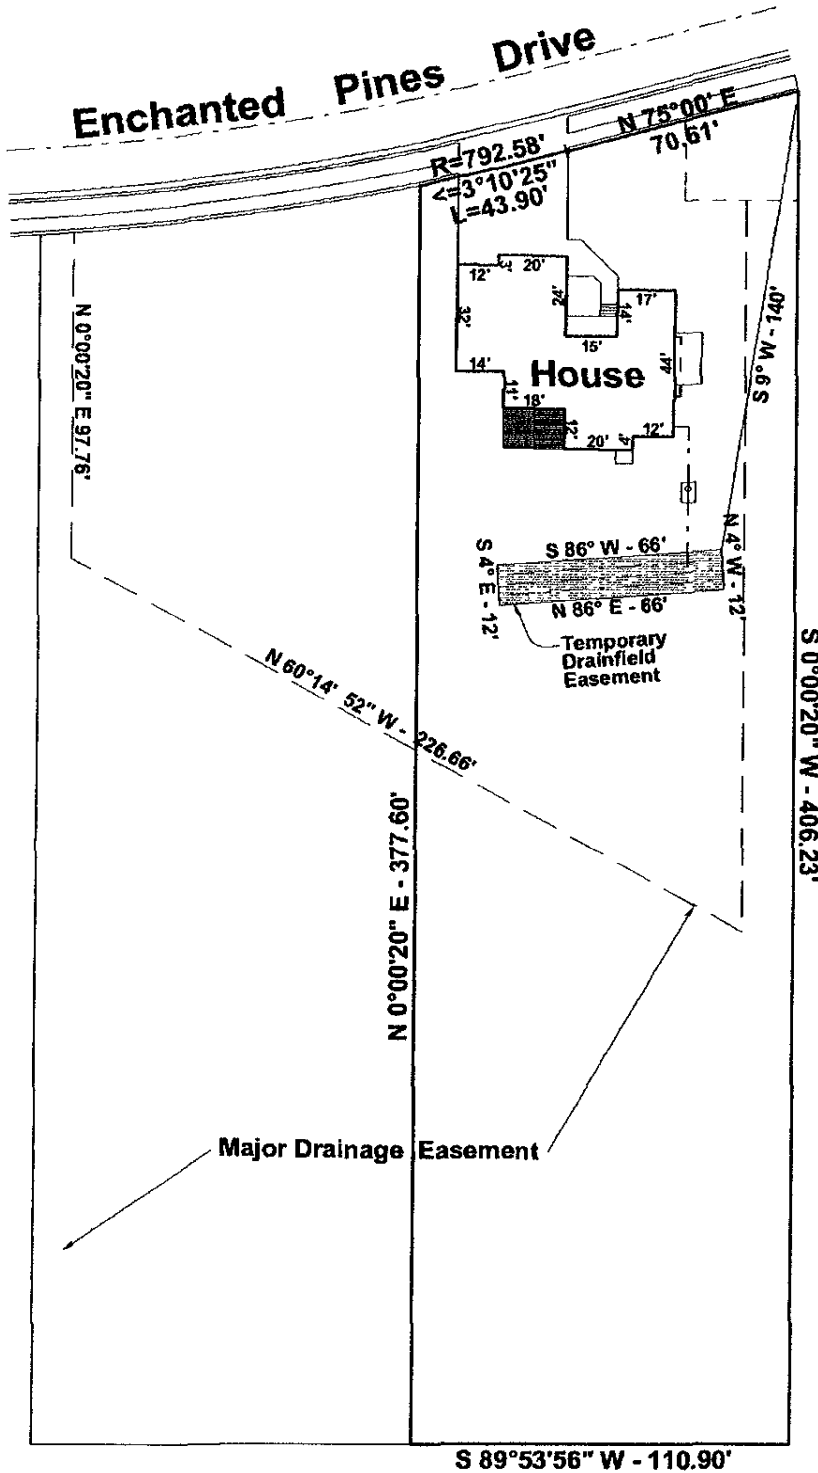 Enchanted Pines Drive
N 75°00' E
70.61'
R=792.58'
<=3°10'25"
L=43.90'
12'
3'
20'
24'
14'
17'
32'
15'
44'
14'
House
11'
18'
12'
20'
4'
12'
S 9° W - 140'
N 0°00'20" E 97.76'
S 86° W - 66'
N 4° W - 12'
S 4° E - 12'
N 86° E - 66'
Temporary
Drainfield
Easement
N 60°14' 52" W - 226.66'
S 0°00'20" W - 406.23'
N 0°00'20" E - 377.60'
Major Drainage Easement
S 89°53'56" W - 110.90'